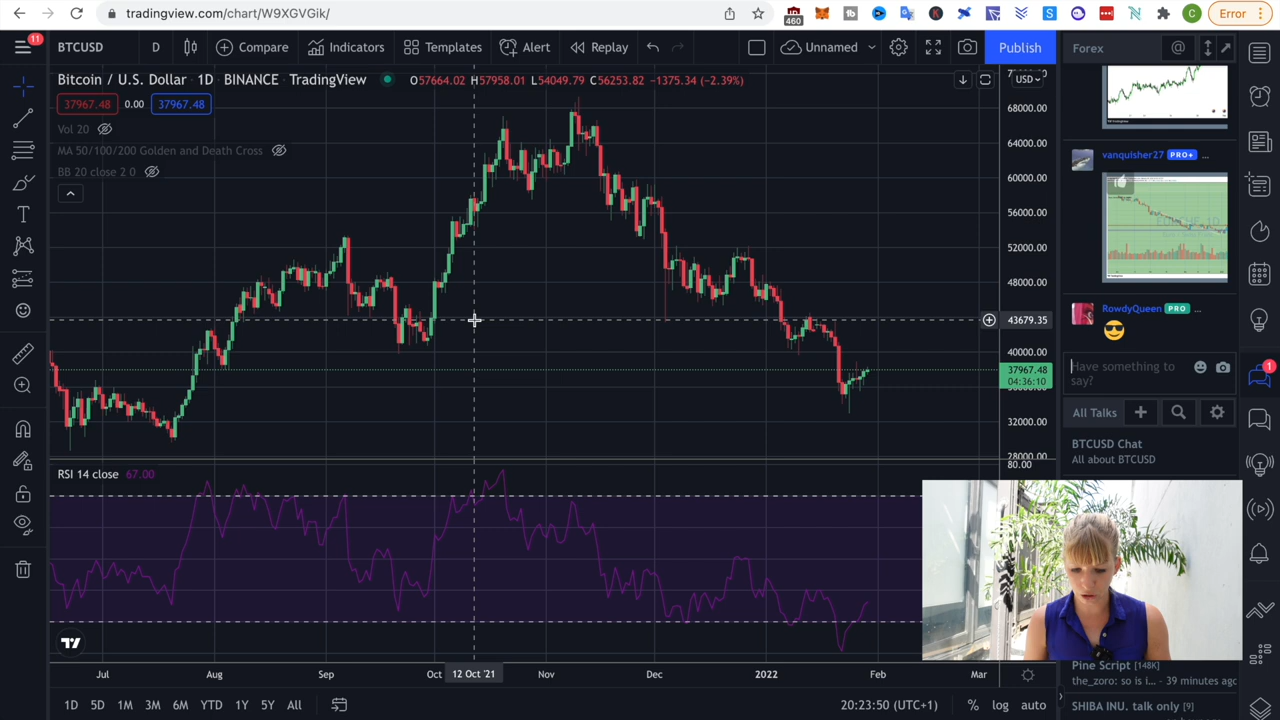 tradingview.com/chart/W9XGVGik/
460
C
Error
11
BTCUSD
D
Compare
Indicators
Templates
Alert
Replay
Unnamed
Publish
Forex
Bitcoin / U.S. Dollar · 1D · BINANCE · TradingView
O57664.02 H57958.01 L54049.79 C56253.82 −1375.34 (−2.39%)
USD
37967.48 0.00 37967.48
Vol 20
MA 50/100/200 Golden and Death Cross
BB 20 close 2 0
68000.00
64000.00
60000.00
56000.00
52000.00
48000.00
43679.35
40000.00
37967.48
04:36:10
32000.00
28000.00
80.00
RSI 14 close 67.00
Jul
Aug
Sep
Oct
12 Oct '21
Nov
Dec
2022
Feb
Mar
1D 5D 1M 3M 6M YTD 1Y 5Y All
20:23:50 (UTC+1)
% log auto
vanquisher27 PRO+ ...
RowdyQueen PRO ...
Have something to
say?
1
All Talks
BTCUSD Chat
All about BTCUSD
Pine Script [148K]
the_zoro: so is i... - 39 minutes ago
SHIBA INU. talk only [9]